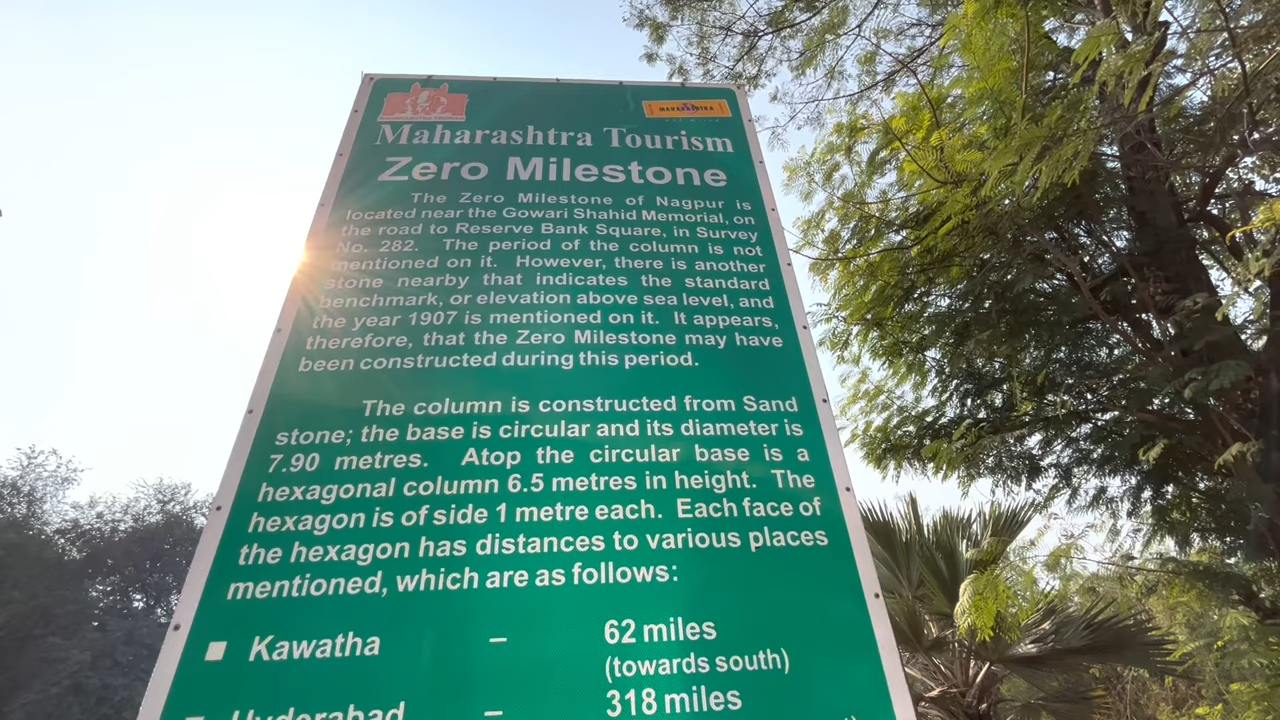 MAHARASHTRA TOURISM
MAHARASHTRA
Maharashtra Tourism
Zero Milestone
The Zero Milestone of Nagpur is
located near the Gowari Shahid Memorial, on
the road to Reserve Bank Square, in Survey
No. 282. The period of the column is not
mentioned on it. However, there is another
stone nearby that indicates the standard
benchmark, or elevation above sea level, and
the year 1907 is mentioned on it. It appears,
therefore, that the Zero Milestone may have
been constructed during this period.
The column is constructed from Sand
stone; the base is circular and its diameter is
7.90 metres. Atop the circular base is a
hexagonal column 6.5 metres in height. The
hexagon is of side 1 metre each. Each face of
the hexagon has distances to various places
mentioned, which are as follows:
Kawatha – 62 miles
(towards south)
Hyderabad – 318 miles